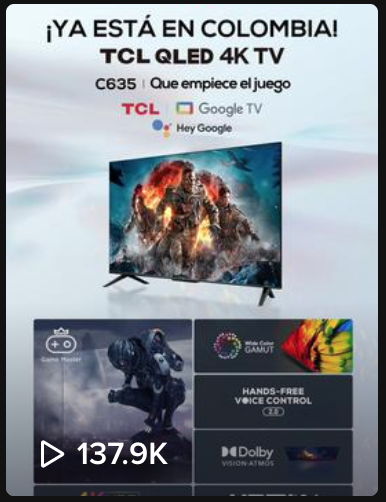 ¡YA ESTÁ EN COLOMBIA!
TCL QLED 4K TV
C635 | Que empiece el juego
TCL | Google TV
Hey Google
Game Master
Wide Color
GAMUT
HANDS-FREE
VOICE CONTROL
2.0
Dolby
VISION·ATMOS
137.9K